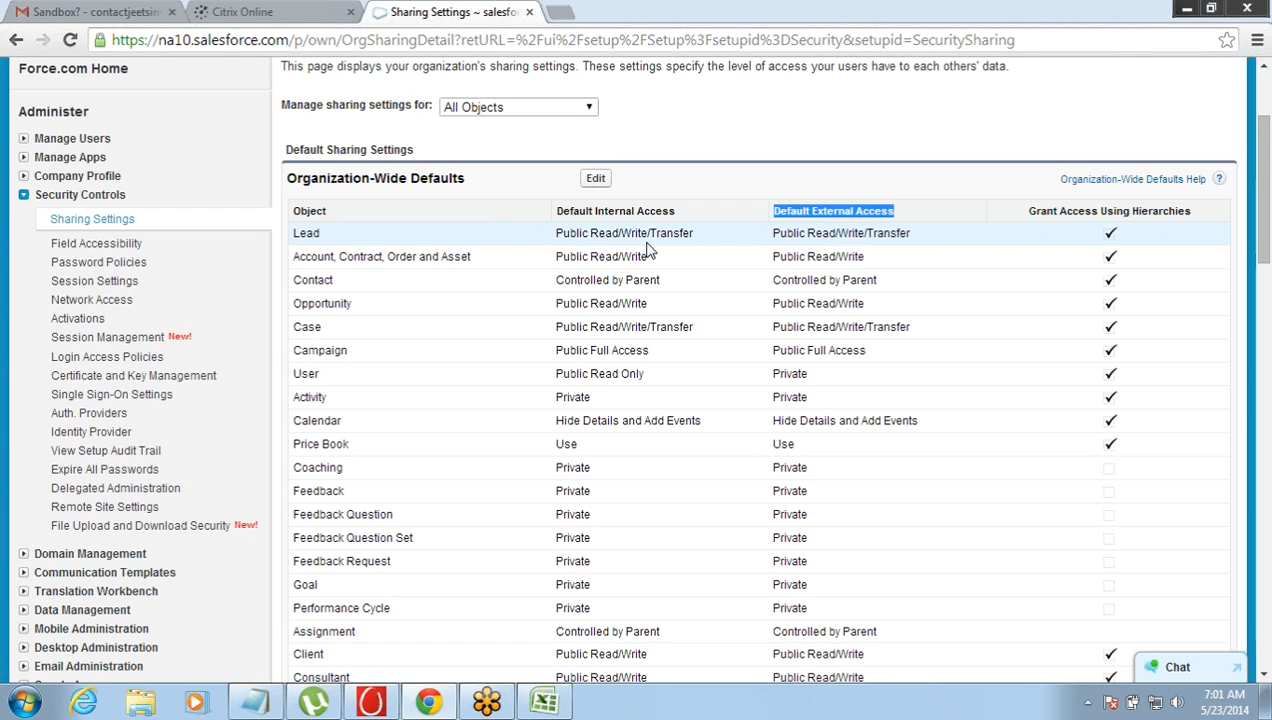 Sandbox? - contactjeetsin
Citrix Online
Sharing Settings ~ salesfo
https://na10.salesforce.com/p/own/OrgSharingDetail?retURL=%2Fui%2Fsetup%2FSetup%3Fsetupid%3DSecurity&setupid=SecuritySharing
Force.com Home
This page displays your organization's sharing settings. These settings specify the level of access your users have to each others' data.
Manage sharing settings for: All Objects
Administer
Manage Users
Manage Apps
Company Profile
Security Controls
Sharing Settings
Field Accessibility
Password Policies
Session Settings
Network Access
Activations
Session Management New!
Login Access Policies
Certificate and Key Management
Single Sign-On Settings
Auth. Providers
Identity Provider
View Setup Audit Trail
Expire All Passwords
Delegated Administration
Remote Site Settings
File Upload and Download Security New!
Domain Management
Communication Templates
Translation Workbench
Data Management
Mobile Administration
Desktop Administration
Email Administration
Default Sharing Settings
Organization-Wide Defaults Edit Organization-Wide Defaults Help ?
Object Default Internal Access Default External Access Grant Access Using Hierarchies
Lead Public Read/Write/Transfer Public Read/Write/Transfer
Account, Contract, Order and Asset Public Read/Write Public Read/Write
Contact Controlled by Parent Controlled by Parent
Opportunity Public Read/Write Public Read/Write
Case Public Read/Write/Transfer Public Read/Write/Transfer
Campaign Public Full Access Public Full Access
User Public Read Only Private
Activity Private Private
Calendar Hide Details and Add Events Hide Details and Add Events
Price Book Use Use
Coaching Private Private
Feedback Private Private
Feedback Question Private Private
Feedback Question Set Private Private
Feedback Request Private Private
Goal Private Private
Performance Cycle Private Private
Assignment Controlled by Parent Controlled by Parent
Client Public Read/Write Public Read/Write
Consultant Public Read/Write Public Read/Write
Chat
7:01 AM
5/23/2014